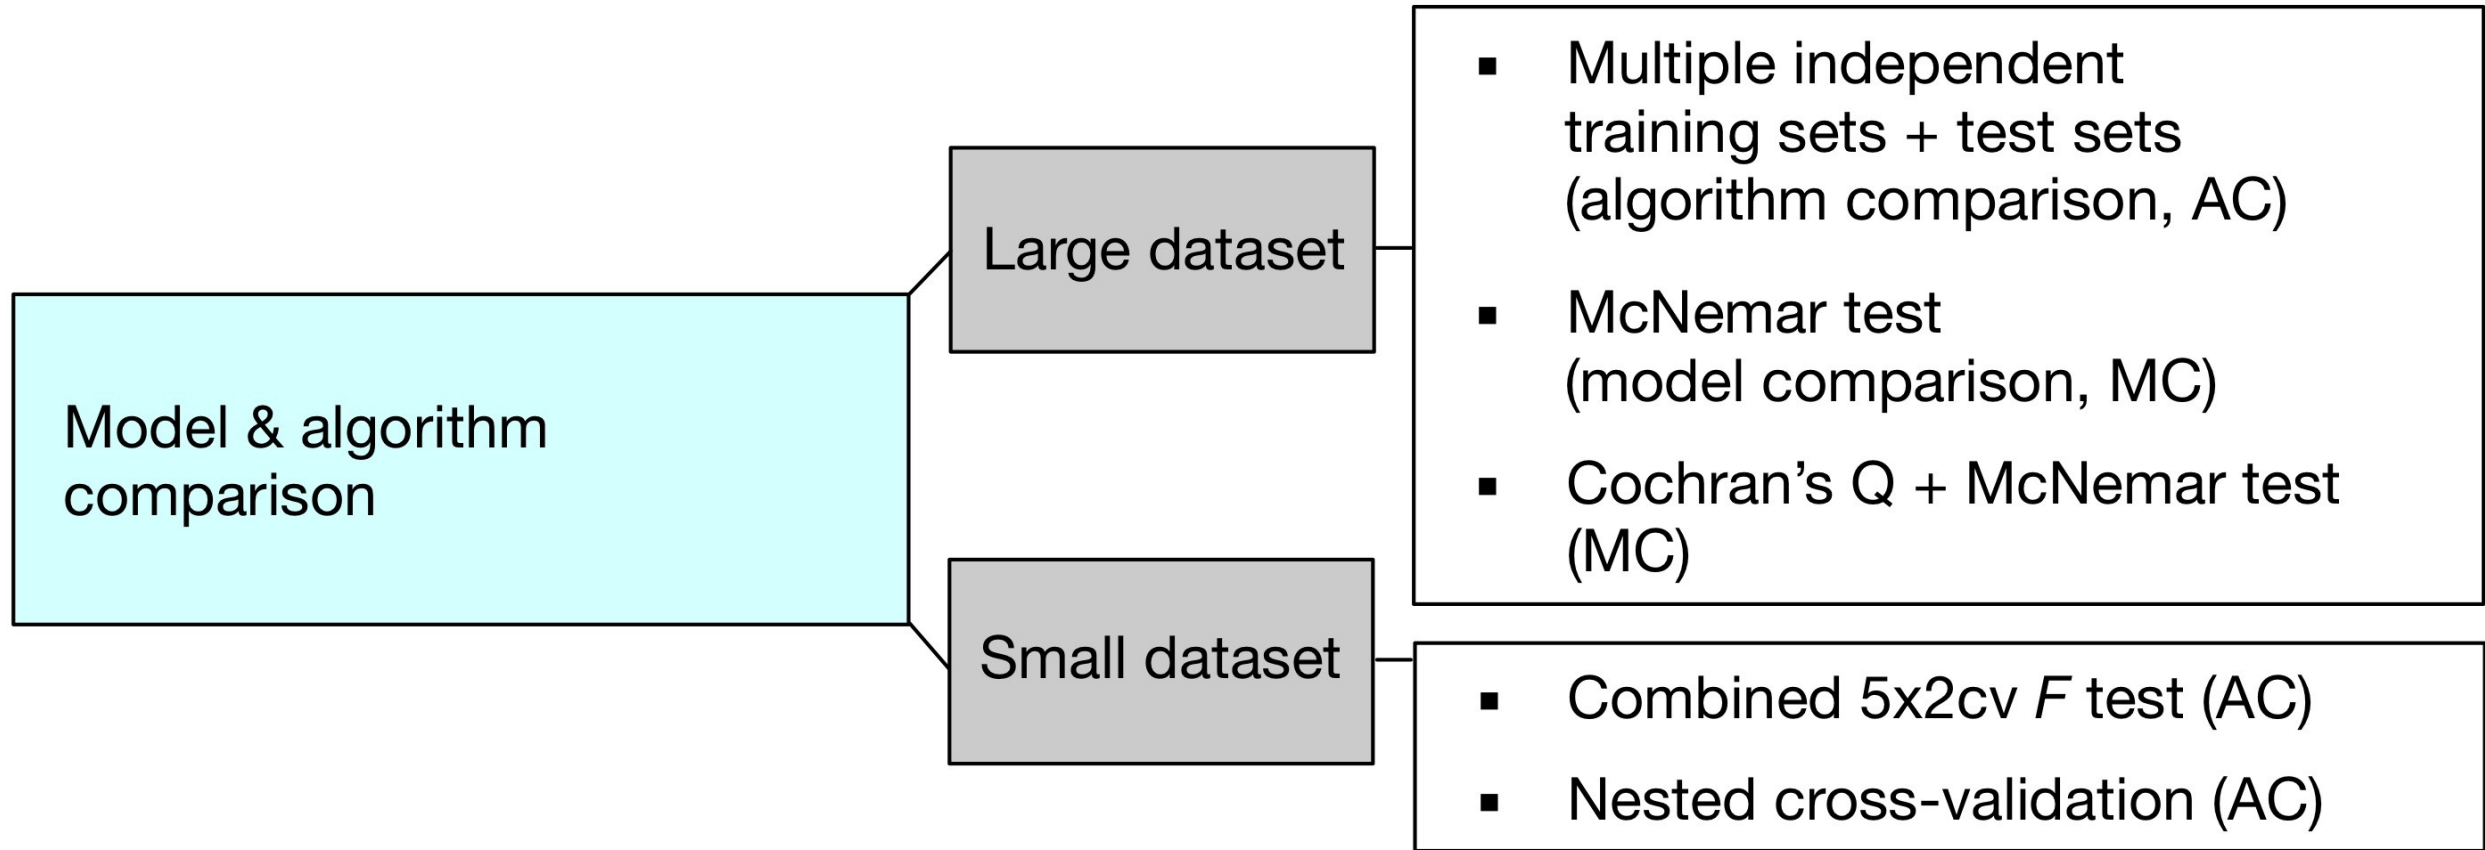 Model & algorithm
comparison
Large dataset
▪ Multiple independent
training sets + test sets
(algorithm comparison, AC)
▪ McNemar test
(model comparison, MC)
▪ Cochran’s Q + McNemar test
(MC)
Small dataset
▪ Combined 5x2cv F test (AC)
▪ Nested cross-validation (AC)